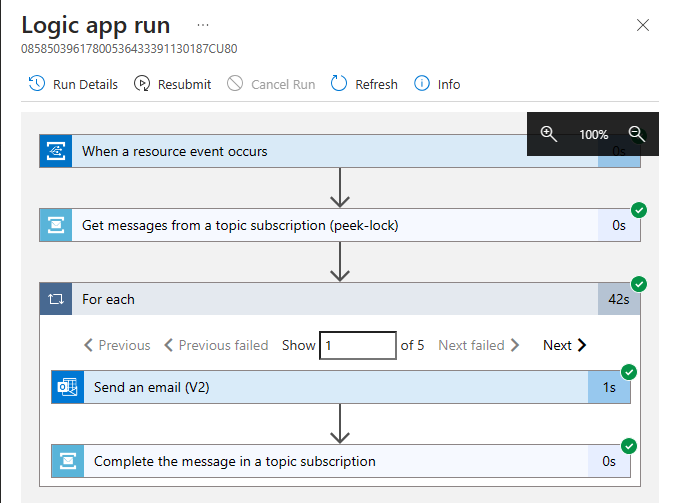 Logic app run ...
08585039617800536433391130187CU80
Run Details Resubmit Cancel Run Refresh Info
100%
When a resource event occurs 0s
Get messages from a topic subscription (peek-lock) 0s
For each 42s
Previous Previous failed Show 1 of 5 Next failed Next
Send an email (V2) 1s
Complete the message in a topic subscription 0s